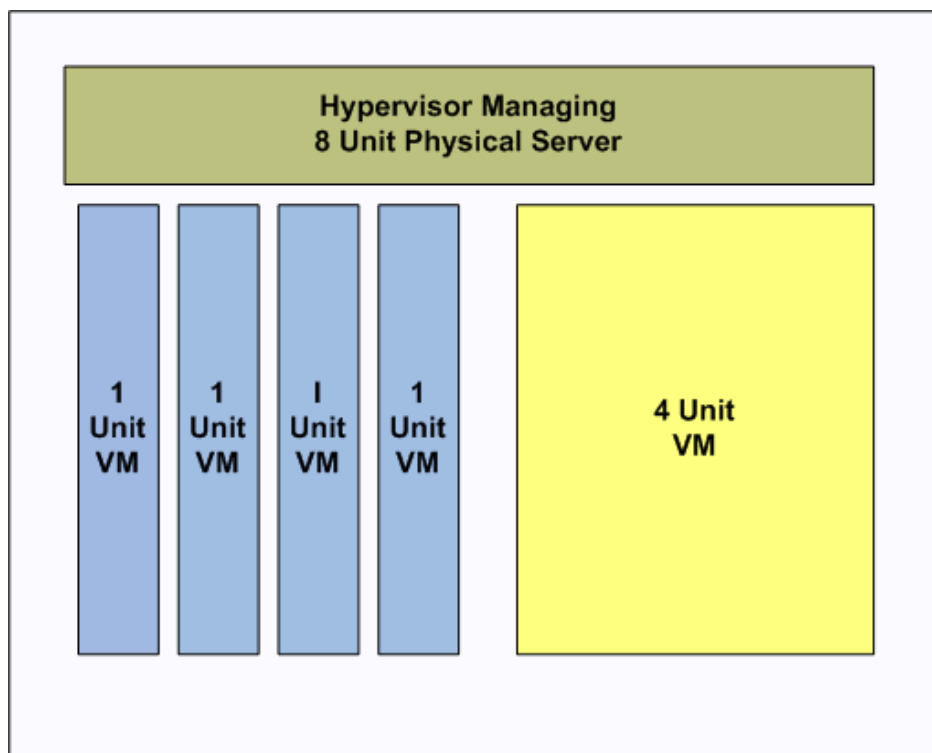 Hypervisor Managing
8 Unit Physical Server
1
Unit
VM
1
Unit
VM
I
Unit
VM
1
Unit
VM
4 Unit
VM